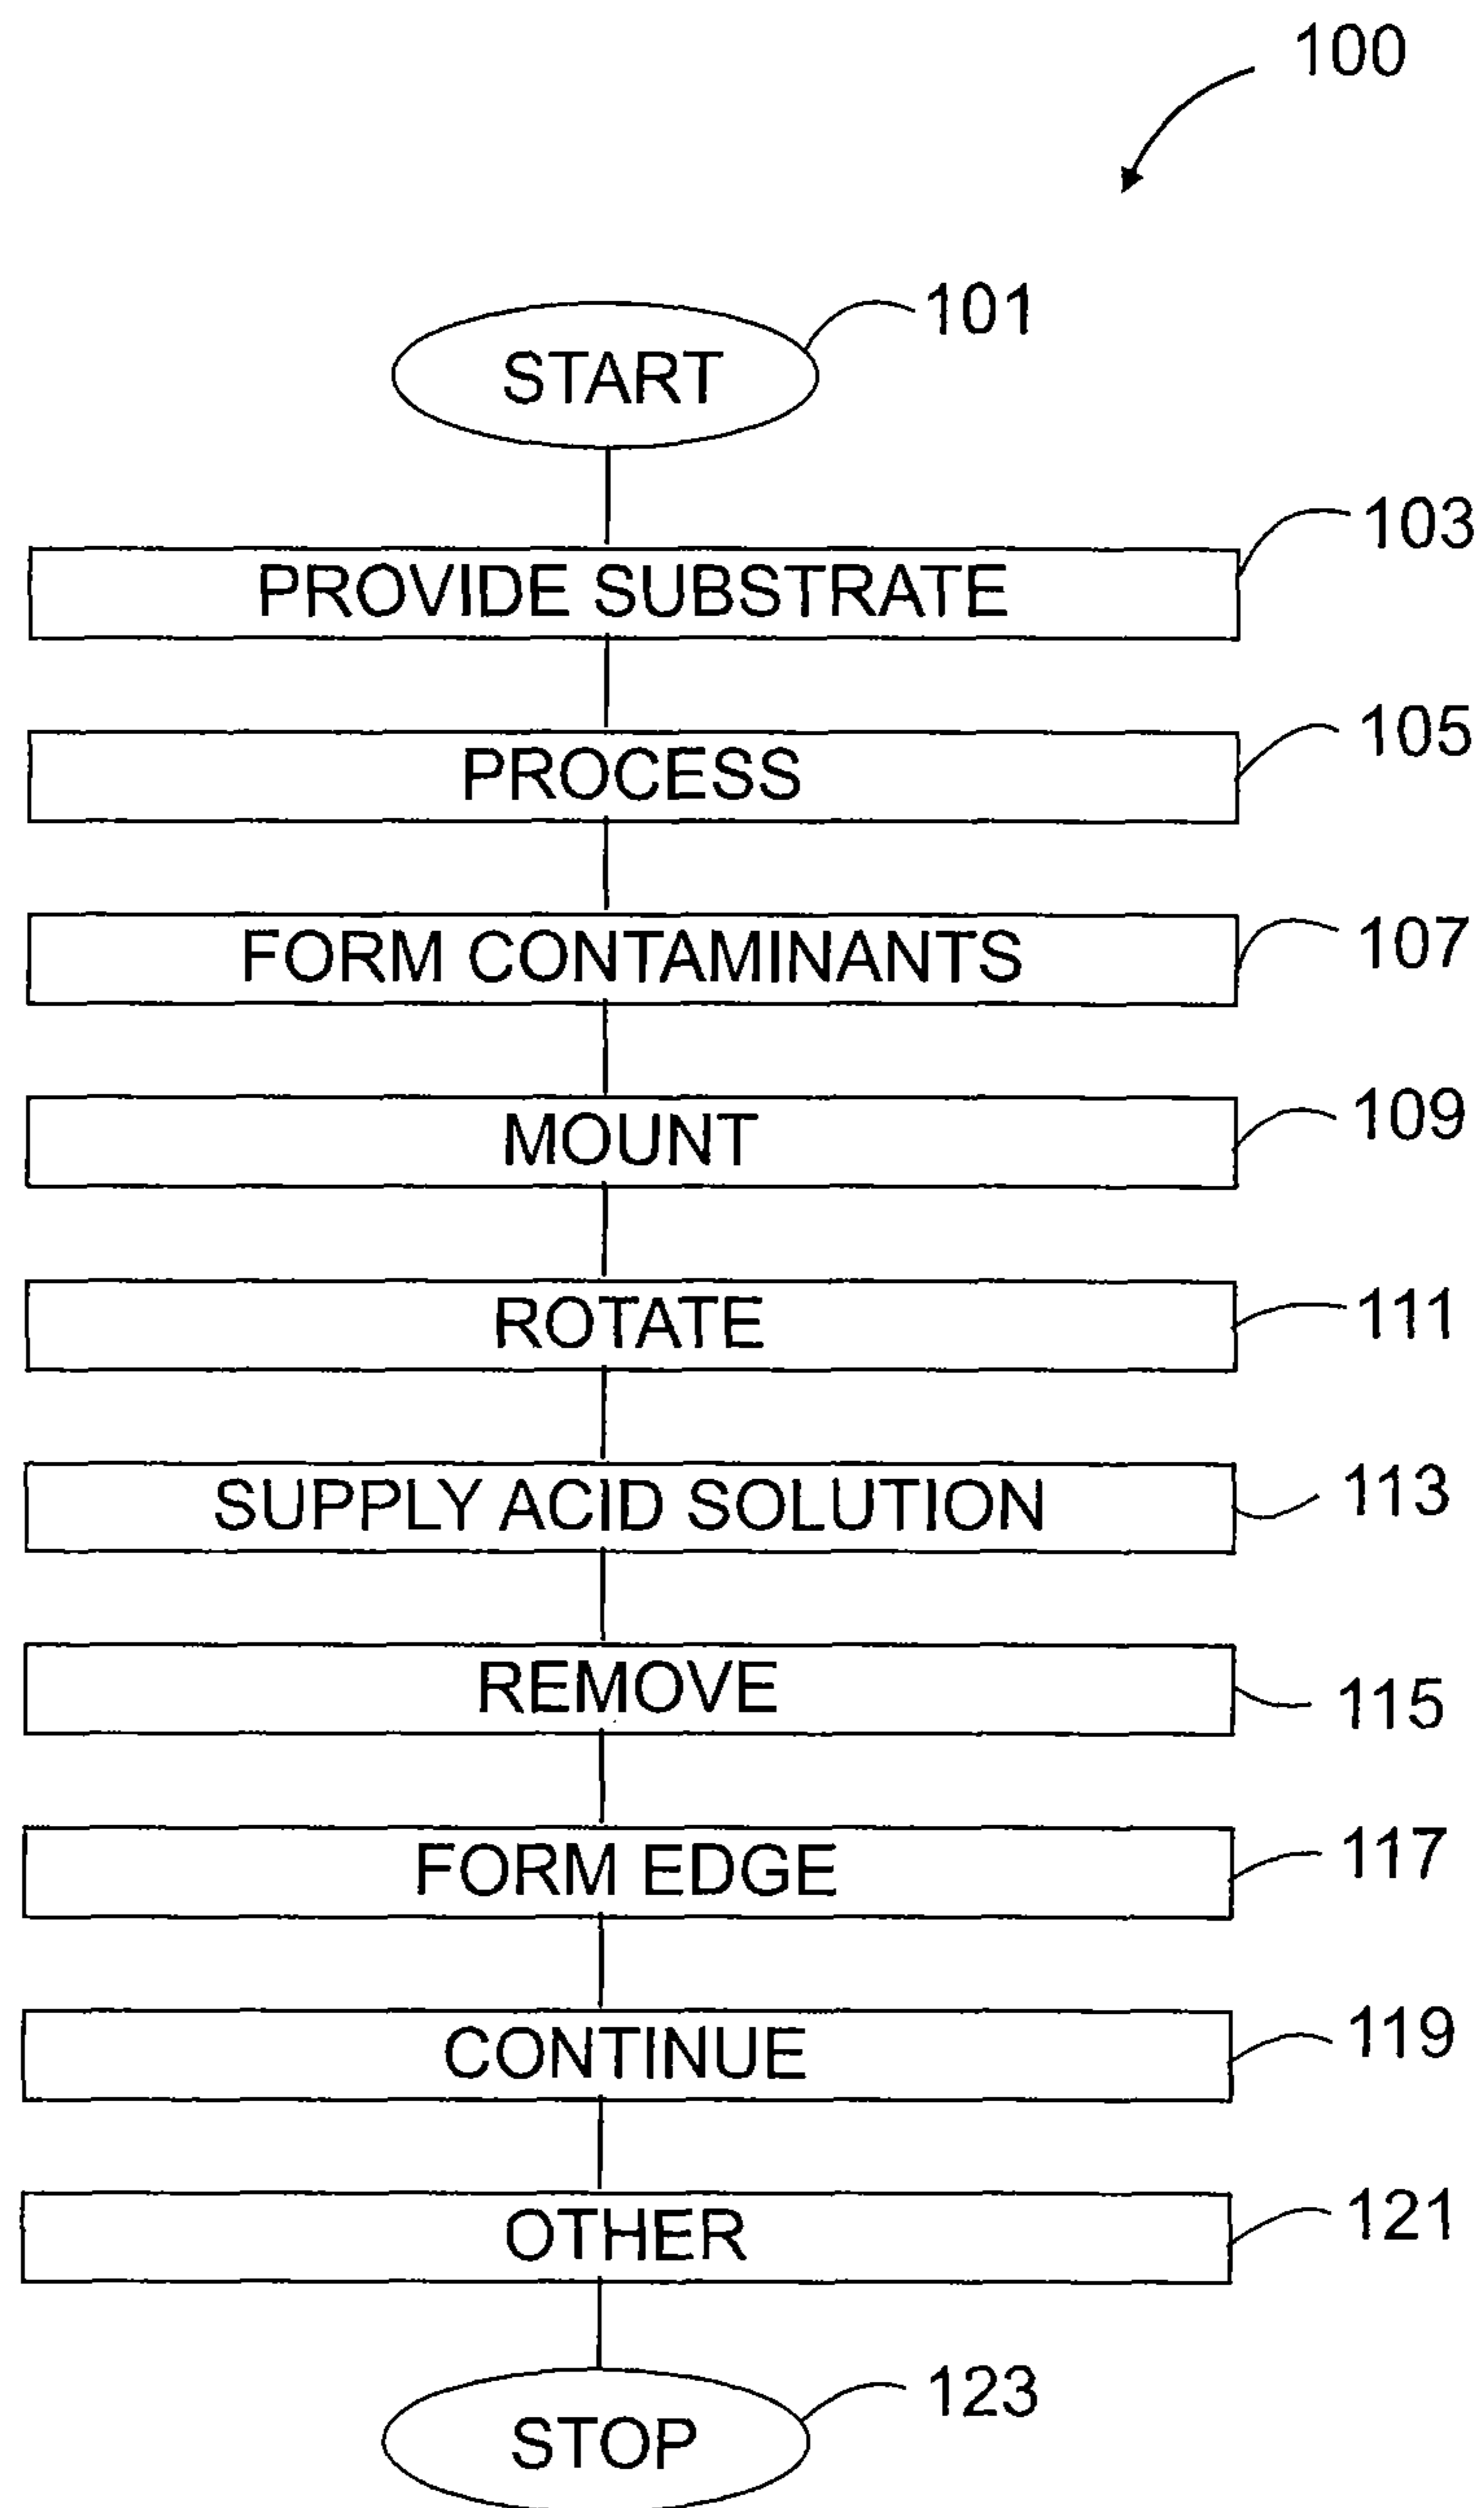 100
START
101
PROVIDE SUBSTRATE
103
PROCESS
105
FORM CONTAMINANTS
107
MOUNT
109
ROTATE
111
SUPPLY ACID SOLUTION
113
REMOVE
115
FORM EDGE
117
CONTINUE
119
OTHER
121
STOP
123